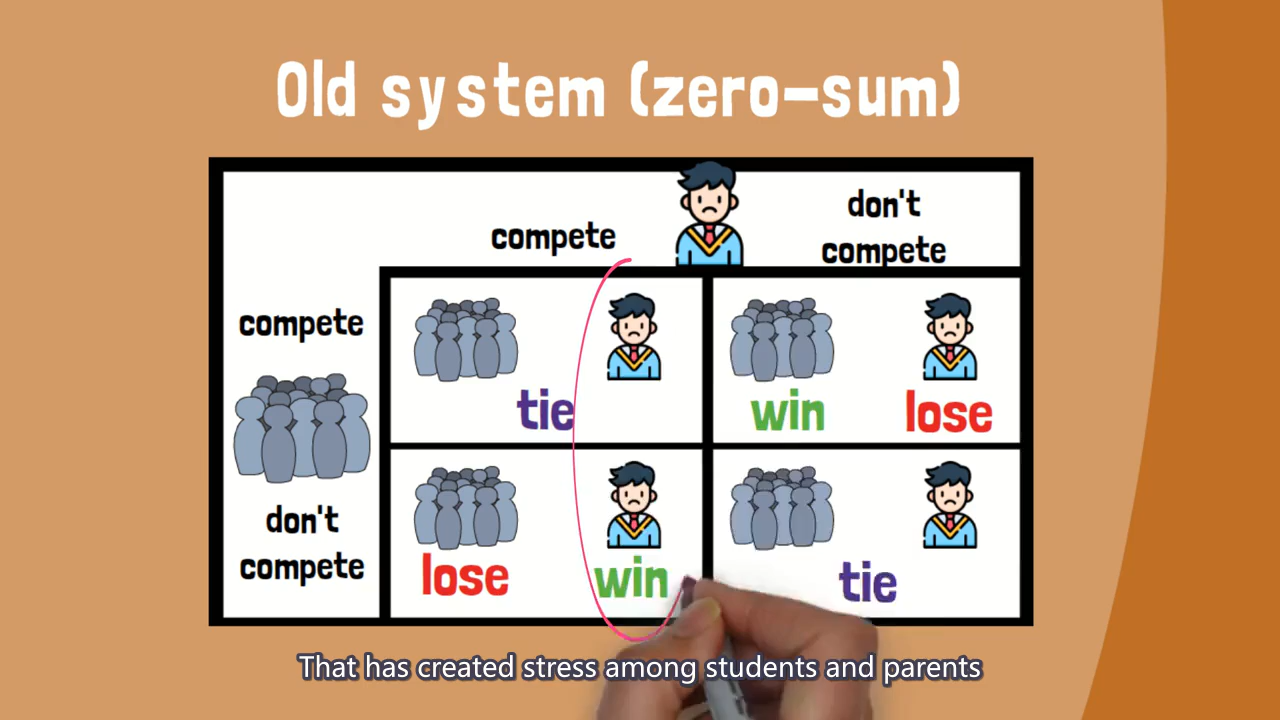 Old system (zero-sum)
compete
don't
compete
compete
don't
compete
tie
win
lose
lose
win
tie
That has created stress among students and parents